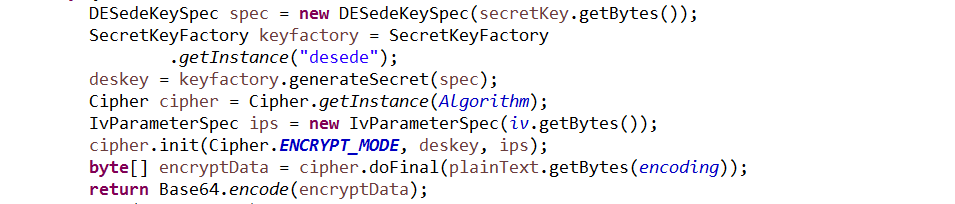 DESedeKeySpec spec = new DESedeKeySpec(secretKey.getBytes());
SecretKeyFactory keyfactory = SecretKeyFactory
.getInstance("desede");
deskey = keyfactory.generateSecret(spec);
Cipher cipher = Cipher.getInstance(Algorithm);
IvParameterSpec ips = new IvParameterSpec(iv.getBytes());
cipher.init(Cipher.ENCRYPT_MODE, deskey, ips);
byte[] encryptData = cipher.doFinal(plainText.getBytes(encoding));
return Base64.encode(encryptData);